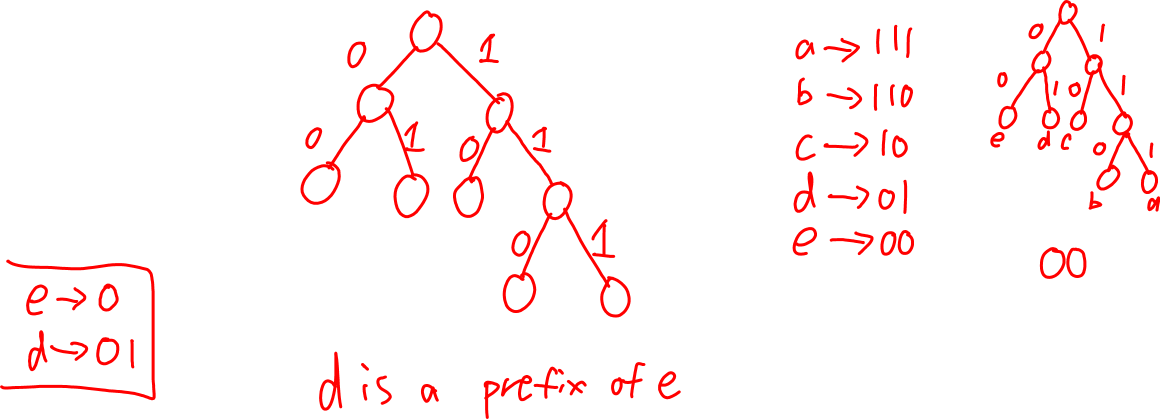 0 1
0 1 0 1
0 1
a→111
b→110
c→10
d→01
e→00
0 1
0 1 0 1
e d c 0 1
b a
00
e→0
d→01
d is a prefix of e